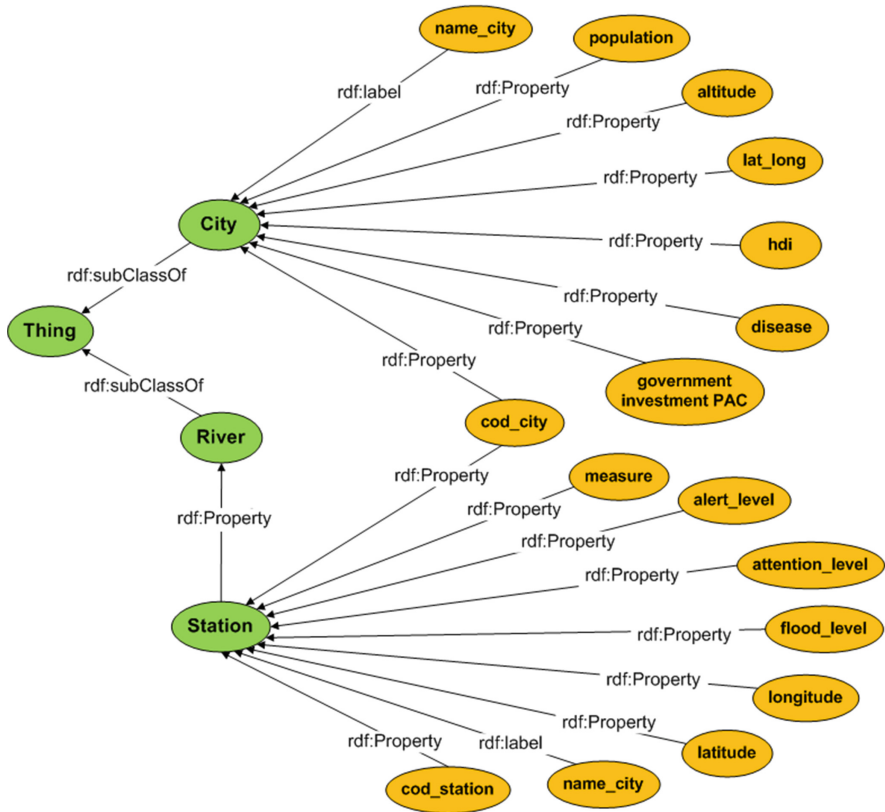 name_city
population
rdf:label
rdf:Property
altitude
rdf:Property
lat_long
rdf:Property
City
rdf:Property
hdi
rdf:subClassOf
rdf:Property
disease
Thing
rdf:Property
rdf:Property
government
investment PAC
rdf:subClassOf
cod_city
River
rdf:Property
measure
alert_level
rdf:Property
rdf:Property
rdf:Property
attention_level
rdf:Property
Station
rdf:Property
flood_level
rdf:Property
longitude
rdf:Property
latitude
rdf:Property
rdf:label
cod_station
name_city